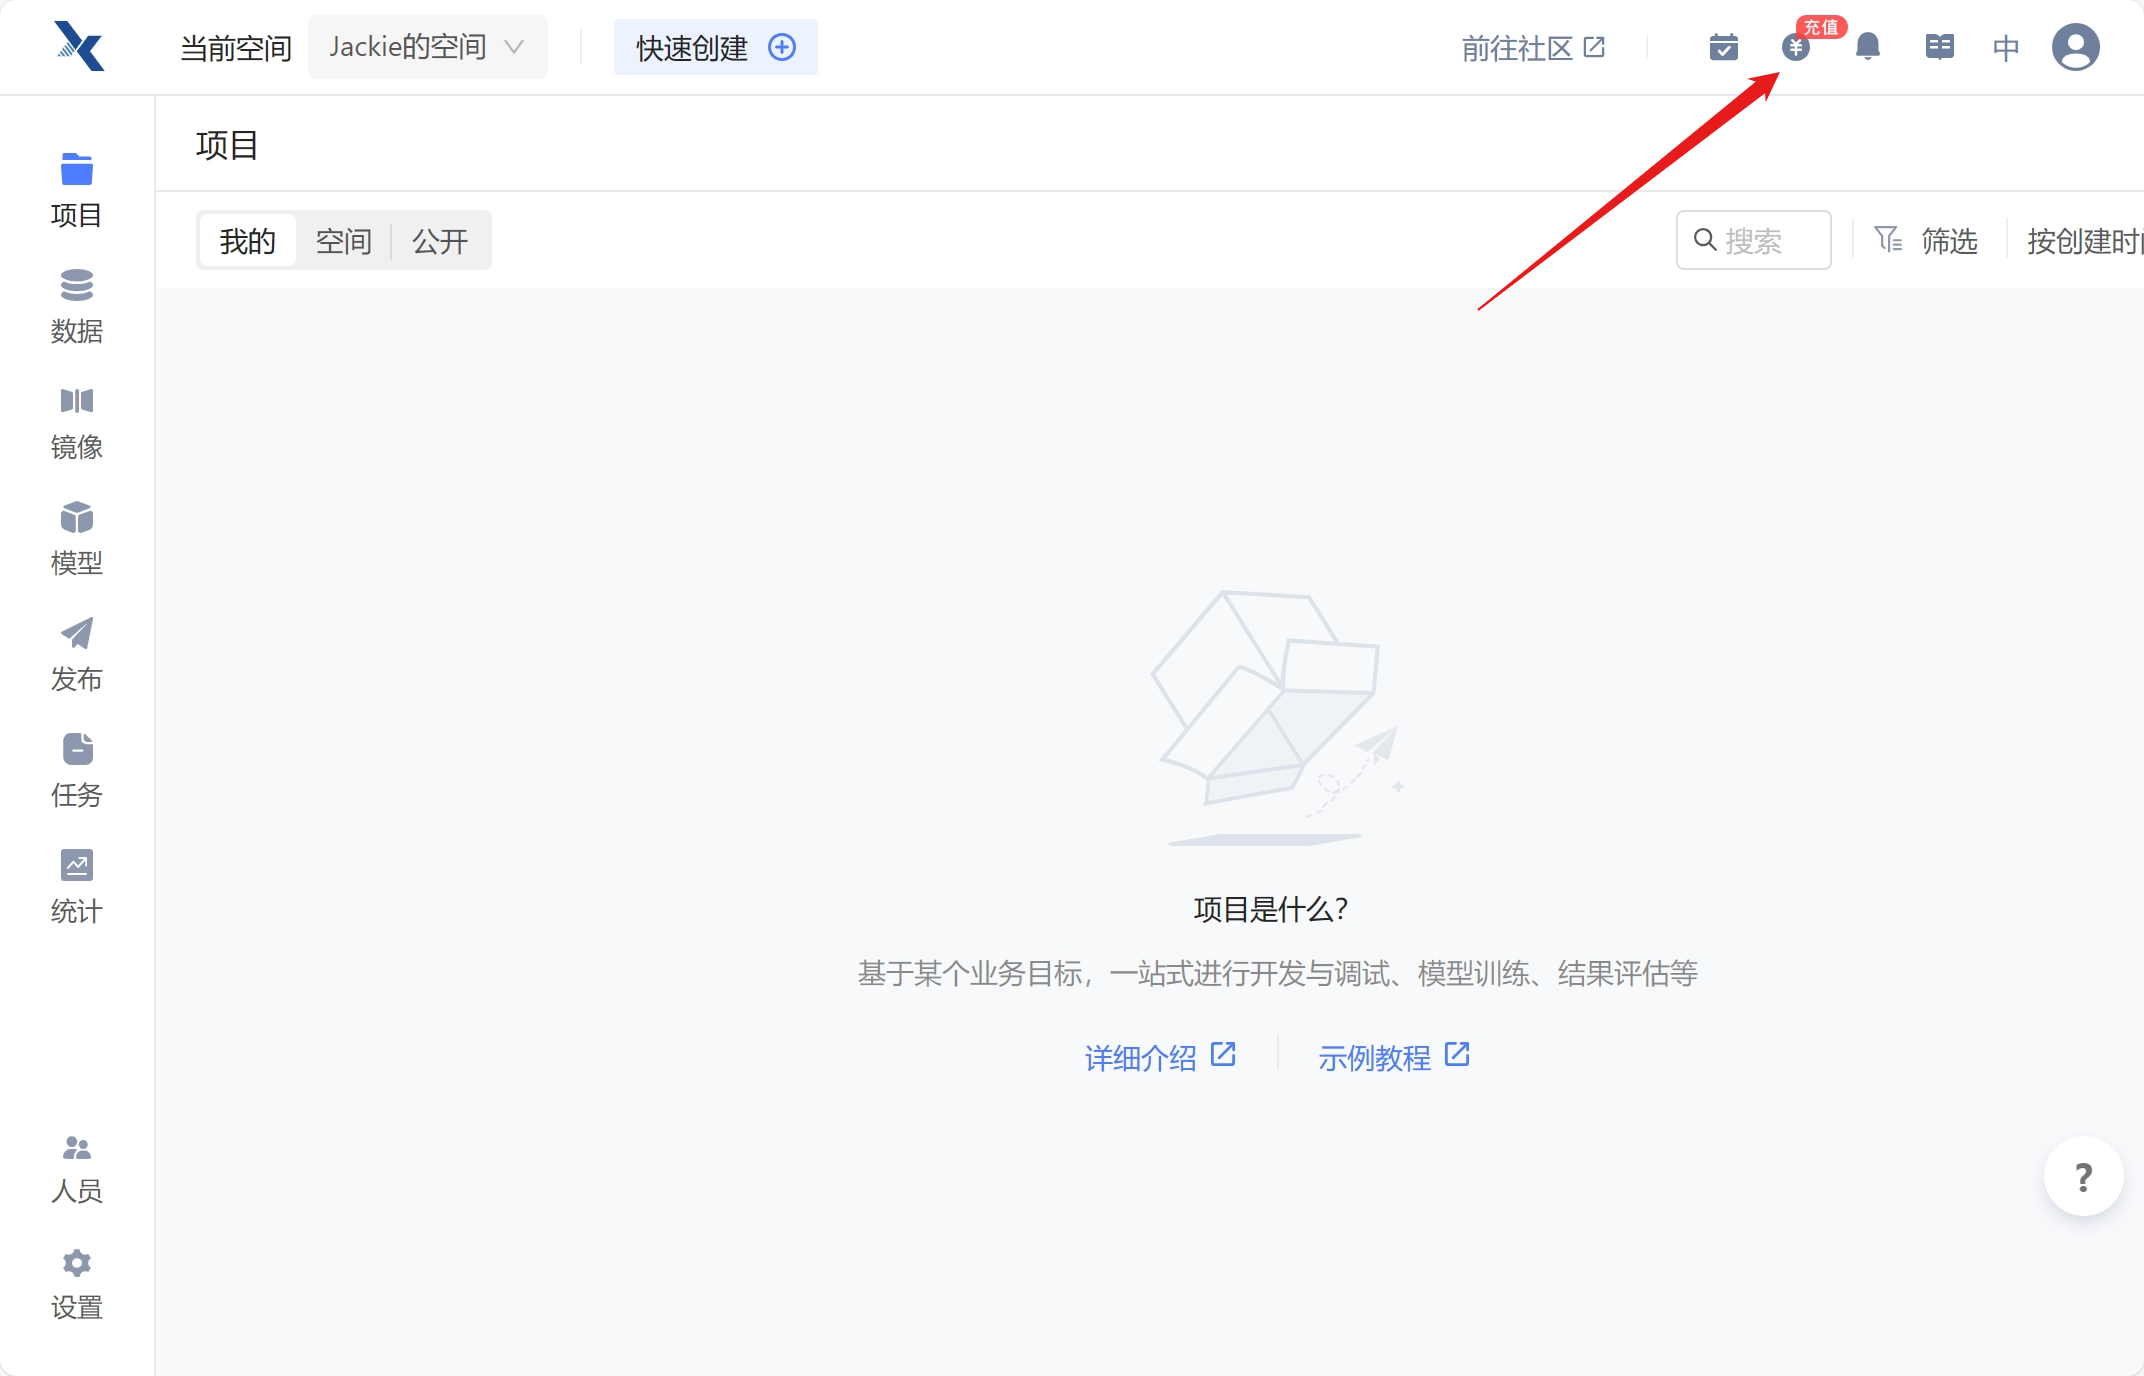 当前空间 Jackie的空间 快速创建 前往社区 充值 中
项目
我的 空间 公开 搜索 筛选 按创建时间
项目
数据
镜像
模型
发布
任务
统计
人员
设置
项目是什么?
基于某个业务目标，一站式进行开发与调试、模型训练、结果评估等
详细介绍 示例教程
?